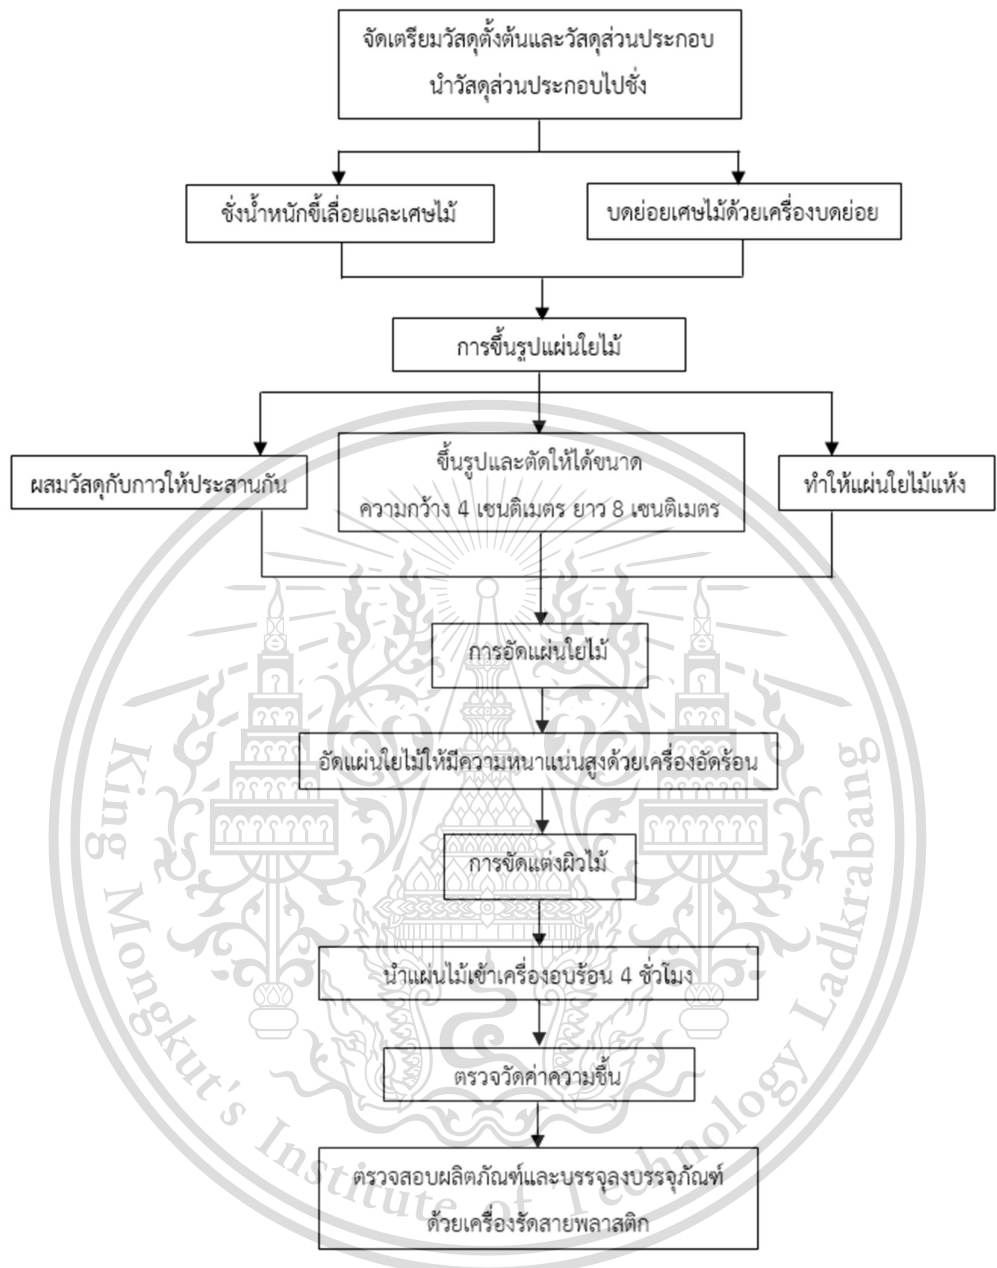 จัดเตรียมวัสดุตั้งต้นและวัสดุส่วนประกอบ
นำวัสดุส่วนประกอบไปชั่ง
ชั่งน้ำหนักขี้เลื่อยและเศษไม้
บดย่อยเศษไม้ด้วยเครื่องบดย่อย
การขึ้นรูปแผ่นใยไม้
ผสมวัสดุกับกาวให้ประสานกัน
ขึ้นรูปและตัดให้ได้ขนาด
ความกว้าง 4 เซนติเมตร ยาว 8 เซนติเมตร
ทำให้แผ่นใยไม้แห้ง
การอัดแผ่นใยไม้
อัดแผ่นใยไม้ให้มีความหนาแน่นสูงด้วยเครื่องอัดร้อน
การขัดแต่งผิวไม้
นำแผ่นไม้เข้าเครื่องอบร้อน 4 ชั่วโมง
ตรวจวัดค่าความชื้น
ตรวจสอบผลิตภัณฑ์และบรรจุลงบรรจุภัณฑ์
ด้วยเครื่องรัดสายพลาสติก
King Mongkut's Institute of Technology Ladkrabang